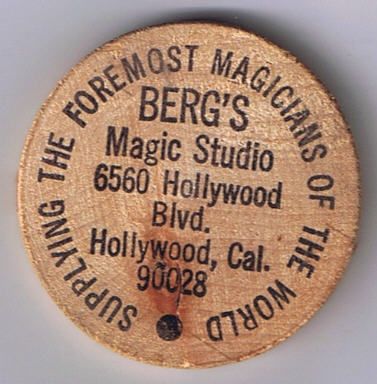 SUPPLYING THE FOREMOST MAGICIANS OF THE WORLD
BERG'S
Magic Studio
6560 Hollywood
Blvd.
Hollywood, Cal.
90028